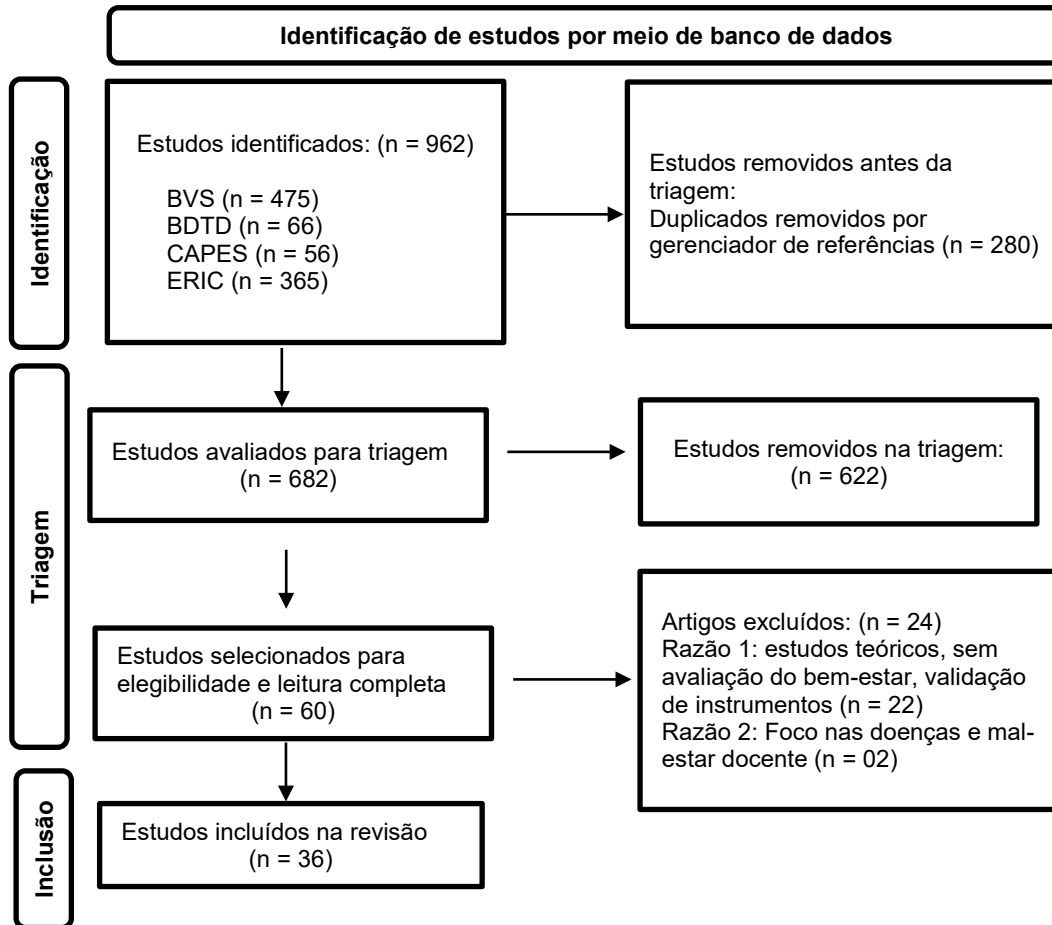 Identificação de estudos por meio de banco de dados
Identificação
Estudos identificados: (n = 962)
BVS (n = 475)
BDTD (n = 66)
CAPES (n = 56)
ERIC (n = 365)
Estudos removidos antes da
triagem:
Duplicados removidos por
gerenciador de referências (n = 280)
Triagem
Estudos avaliados para triagem
(n = 682)
Estudos removidos na triagem:
(n = 622)
Estudos selecionados para
elegibilidade e leitura completa
(n = 60)
Artigos excluídos: (n = 24)
Razão 1: estudos teóricos, sem
avaliação do bem-estar, validação
de instrumentos (n = 22)
Razão 2: Foco nas doenças e mal-
estar docente (n = 02)
Inclusão
Estudos incluídos na revisão
(n = 36)